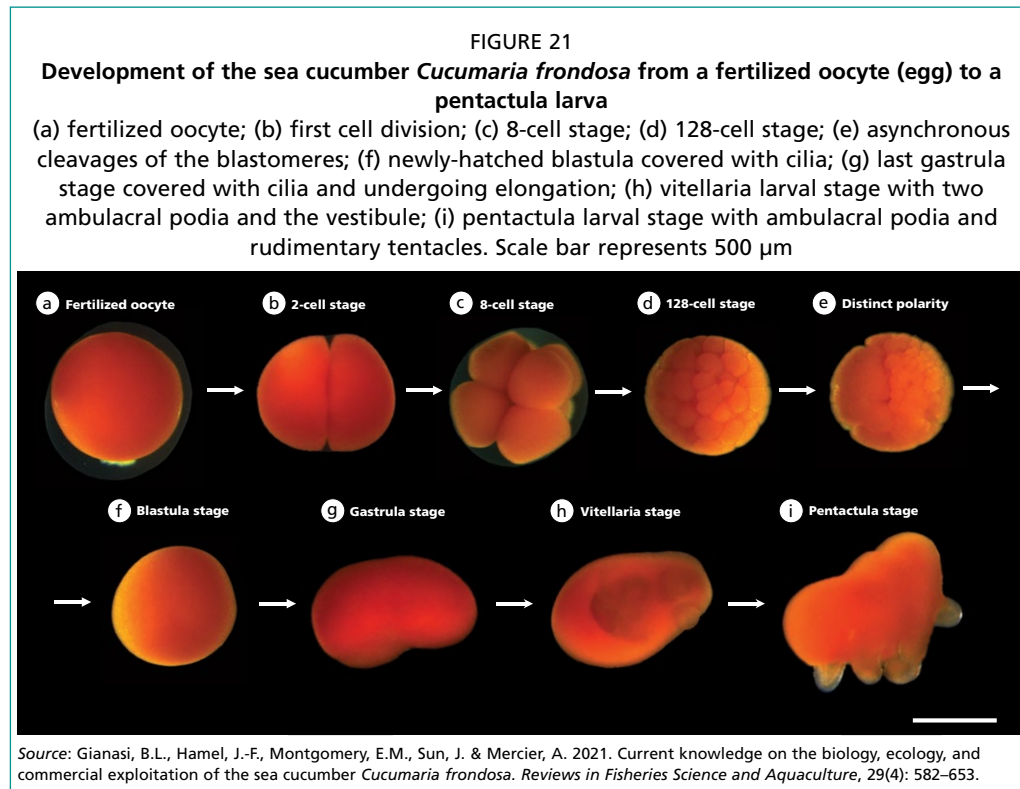 FIGURE 21
Development of the sea cucumber Cucumaria frondosa from a fertilized oocyte (egg) to a
pentactula larva
(a) fertilized oocyte; (b) first cell division; (c) 8-cell stage; (d) 128-cell stage; (e) asynchronous
cleavages of the blastomeres; (f) newly-hatched blastula covered with cilia; (g) last gastrula
stage covered with cilia and undergoing elongation; (h) vitellaria larval stage with two
ambulacral podia and the vestibule; (i) pentactula larval stage with ambulacral podia and
rudimentary tentacles. Scale bar represents 500 µm
a Fertilized oocyte b 2-cell stage c 8-cell stage d 128-cell stage e Distinct polarity
f Blastula stage g Gastrula stage h Vitellaria stage i Pentactula stage
Source: Gianasi, B.L., Hamel, J.-F., Montgomery, E.M., Sun, J. & Mercier, A. 2021. Current knowledge on the biology, ecology, and
commercial exploitation of the sea cucumber Cucumaria frondosa. Reviews in Fisheries Science and Aquaculture, 29(4): 582–653.